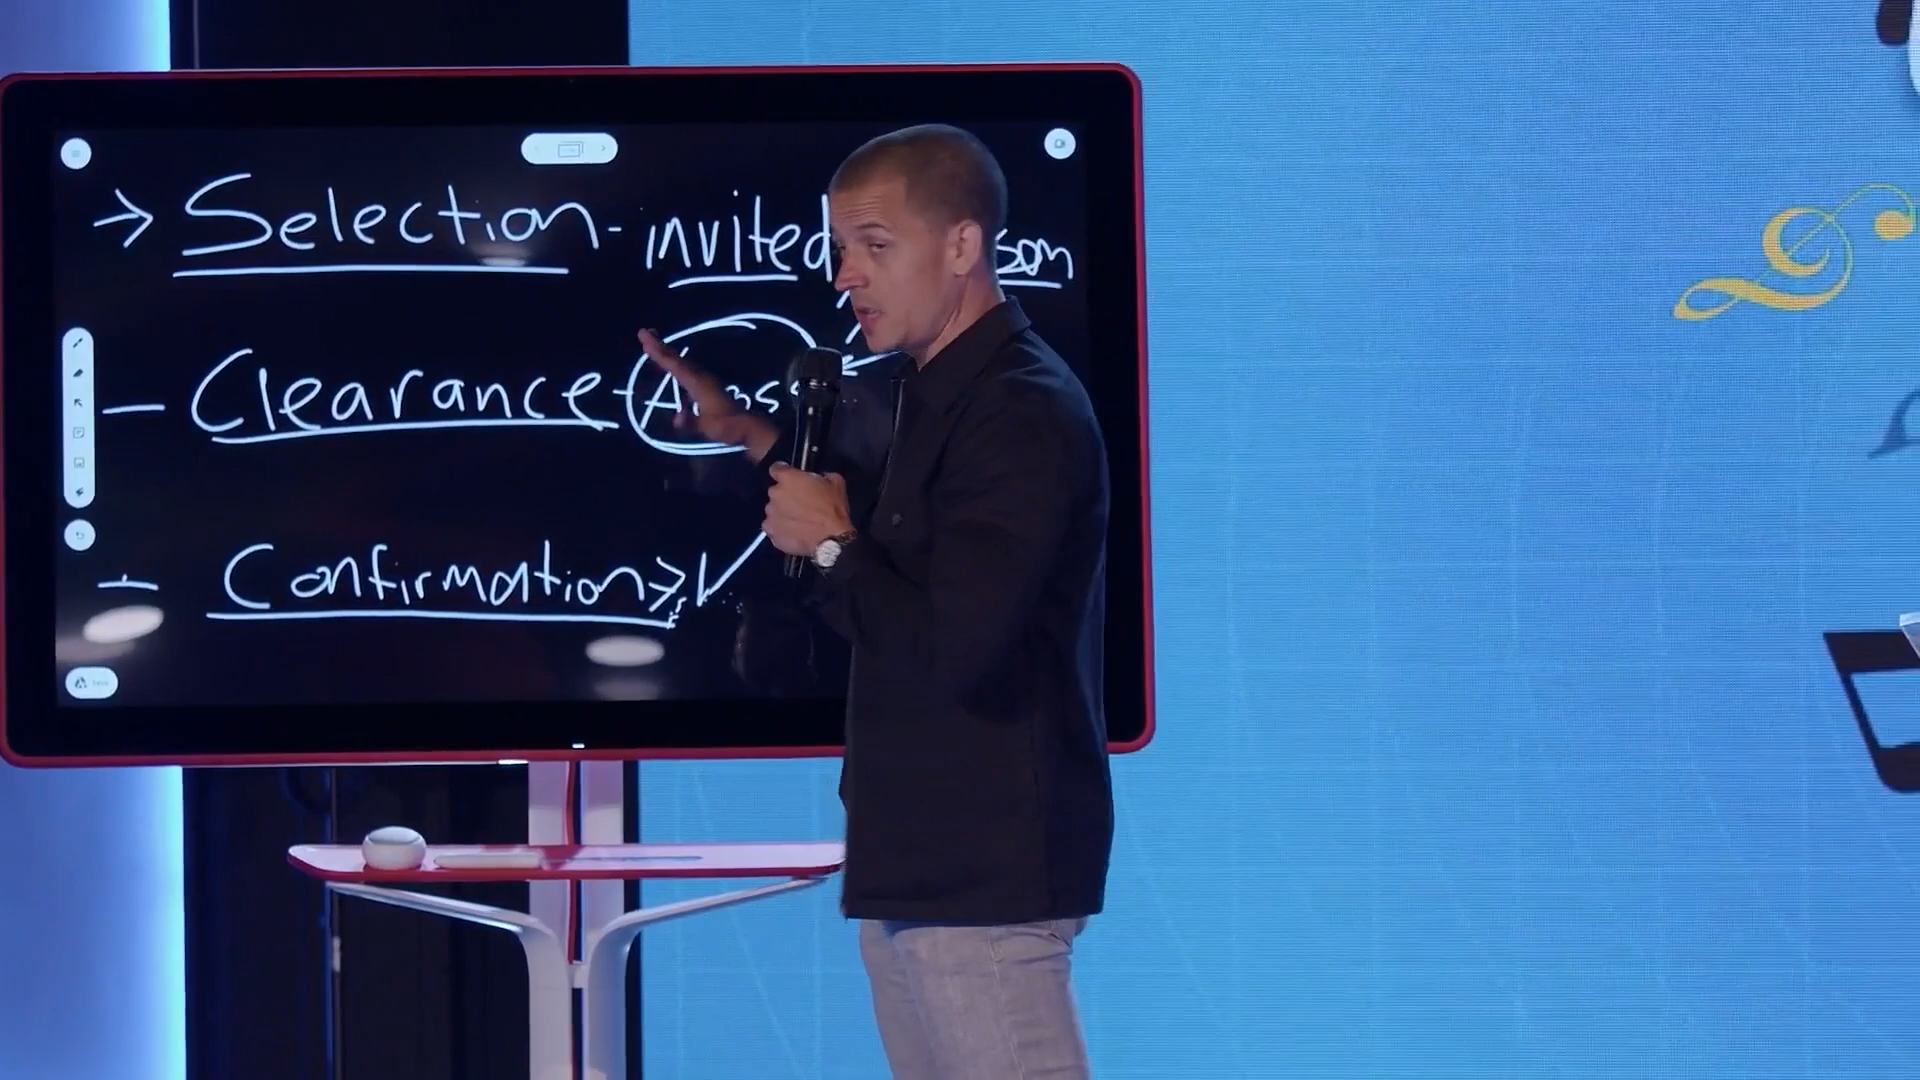 → Selection - invited
— Clearance -
— Confirmation >